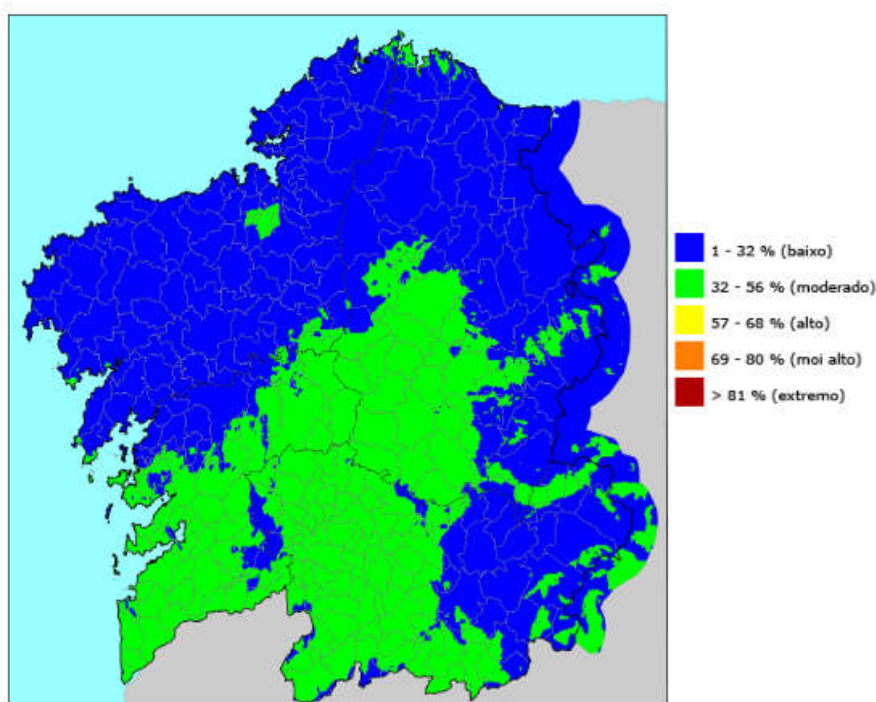 1 - 32 % (baixo)
32 - 56 % (moderado)
57 - 68 % (alto)
69 - 80 % (moi alto)
> 81 % (extremo)